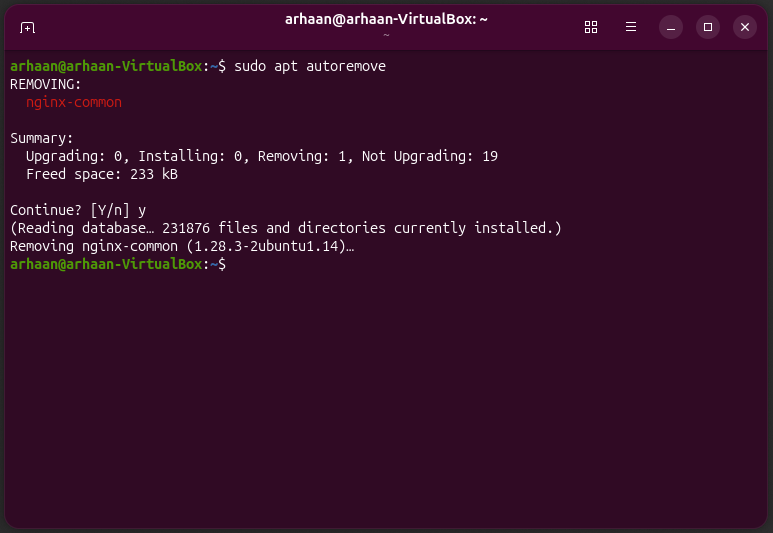 arhaan@arhaan-VirtualBox: ~
~
arhaan@arhaan-VirtualBox:~$ sudo apt autoremove
REMOVING:
  nginx-common

Summary:
  Upgrading: 0, Installing: 0, Removing: 1, Not Upgrading: 19
  Freed space: 233 kB

Continue? [Y/n] y
(Reading database… 231876 files and directories currently installed.)
Removing nginx-common (1.28.3-2ubuntu1.14)…
arhaan@arhaan-VirtualBox:~$